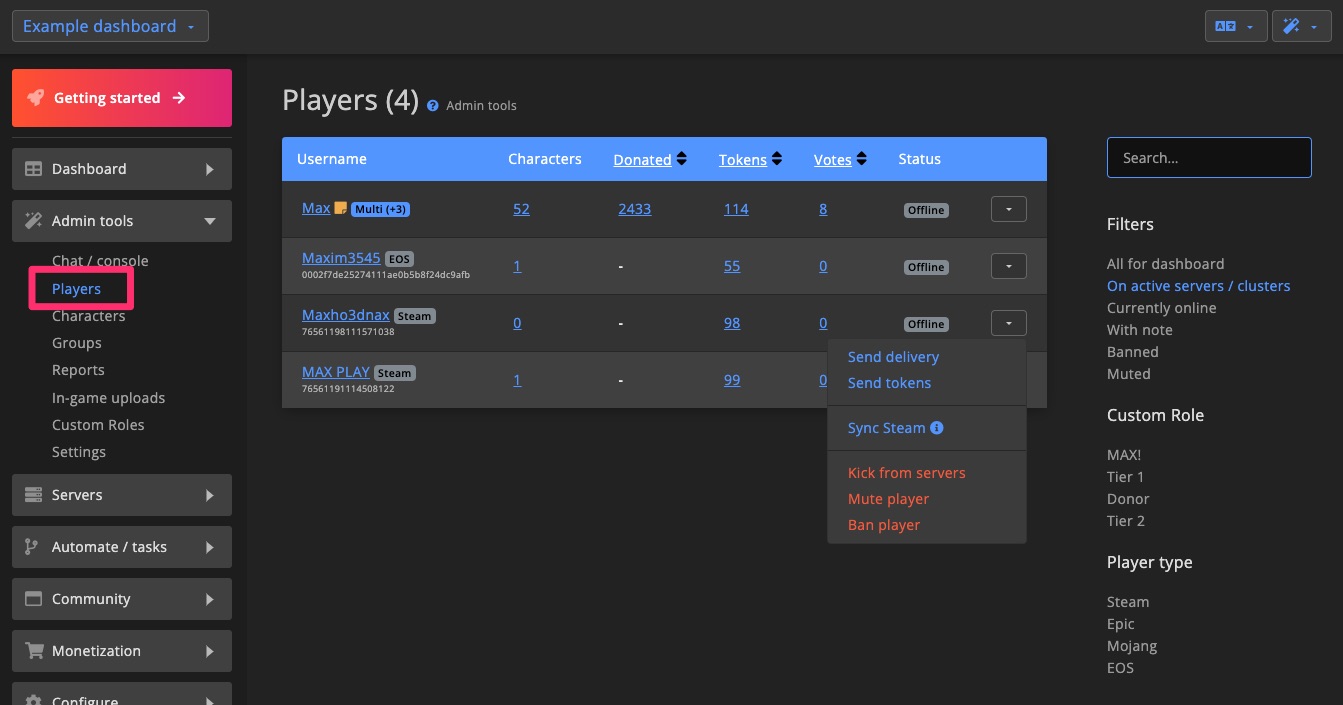 Example dashboard
Getting started
Dashboard
Admin tools
Chat / console
Players
Characters
Groups
Reports
In-game uploads
Custom Roles
Settings
Servers
Automate / tasks
Community
Monetization
Configure
Players (4) Admin tools
Username Characters Donated Tokens Votes Status
Max Multi (+3) 52 2433 114 8 Offline
Maxim3545 EOS 1 - 55 0 Offline
0002f7de25274111ae0b5b8f24dc9afb
Maxho3dnax Steam 0 - 98 0 Offline
76561198111571038
MAX PLAY Steam 1 - 99 0
76561191114508122
Send delivery
Send tokens
Sync Steam
Kick from servers
Mute player
Ban player
Search...
Filters
All for dashboard
On active servers / clusters
Currently online
With note
Banned
Muted
Custom Role
MAX!
Tier 1
Donor
Tier 2
Player type
Steam
Epic
Mojang
EOS